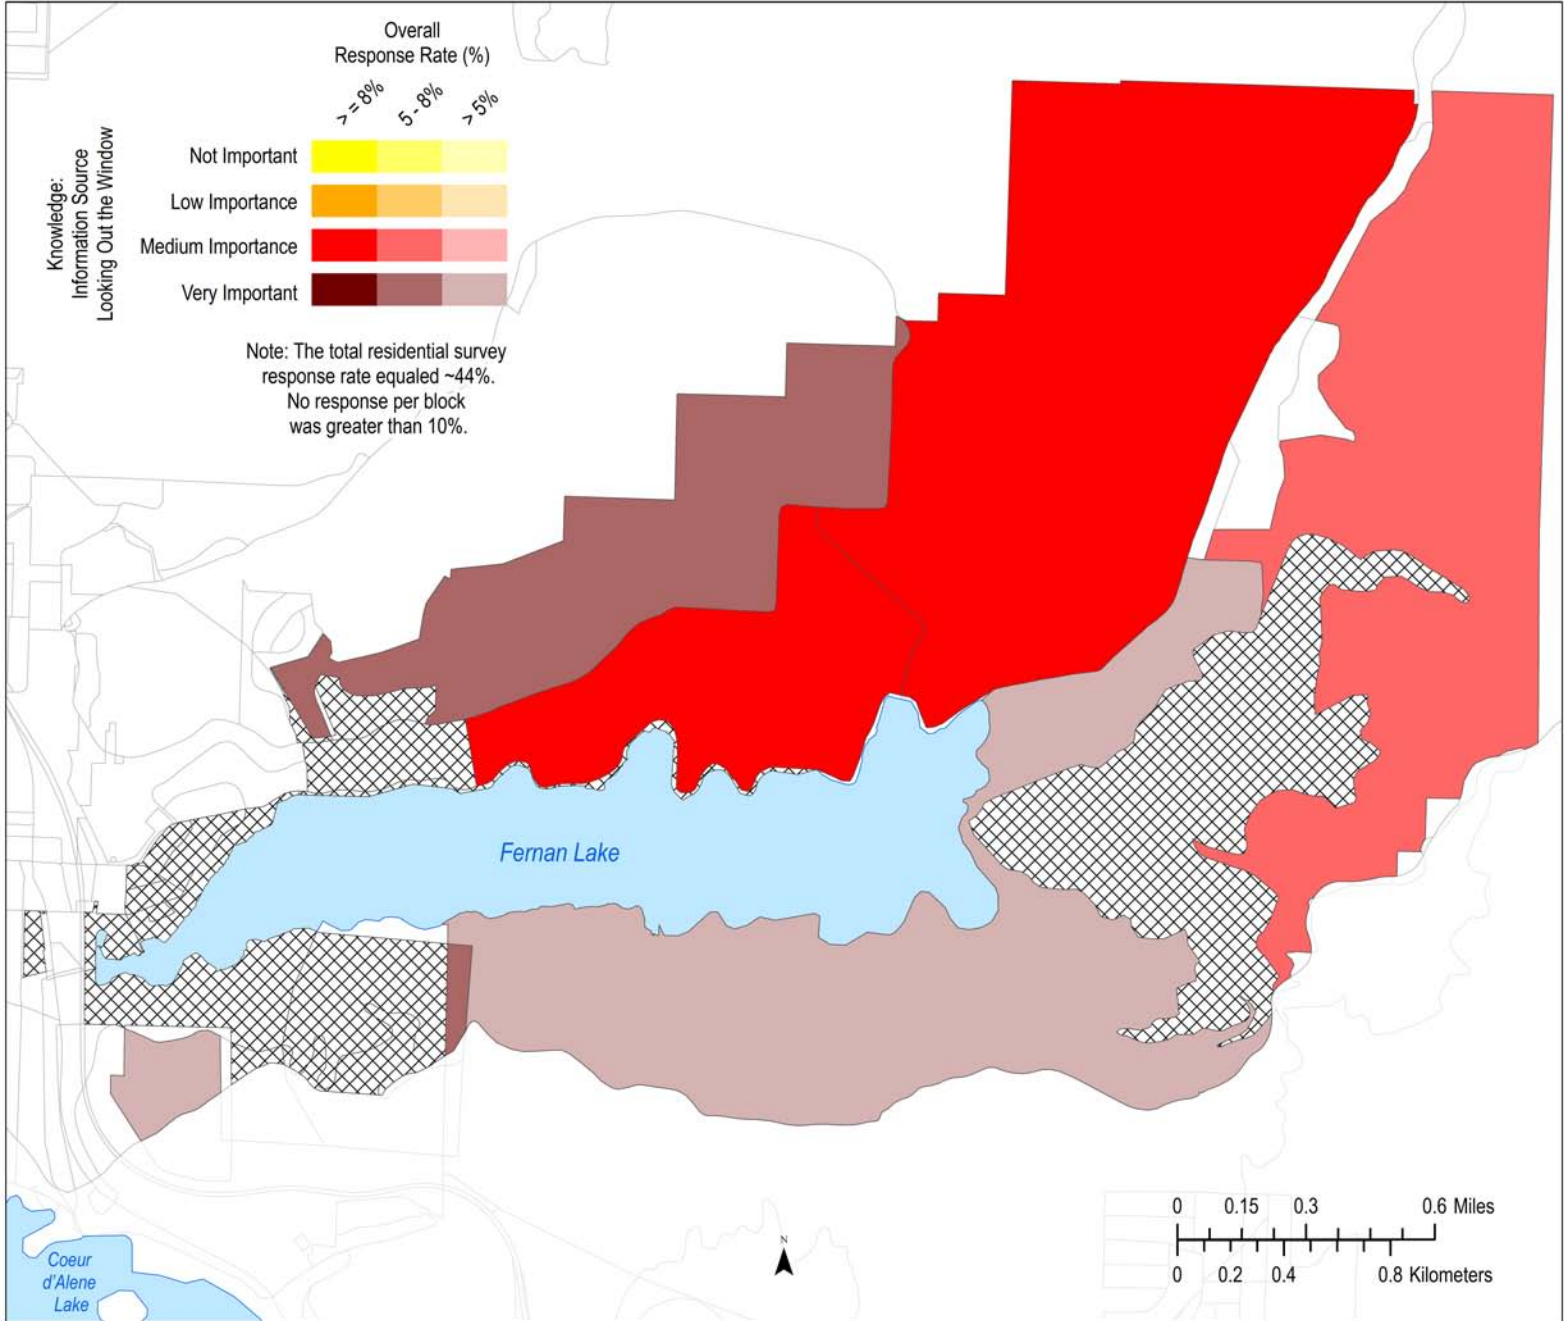 Overall
Response Rate (%)
> = 8%
5 - 8%
> 5%
Knowledge:
Information Source
Looking Out the Window
Not Important
Low Importance
Medium Importance
Very Important
Note: The total residential survey
response rate equaled ~44%.
No response per block
was greater than 10%.
Fernan Lake
Coeur
d'Alene
Lake
N
0 0.15 0.3 0.6 Miles
0 0.2 0.4 0.8 Kilometers